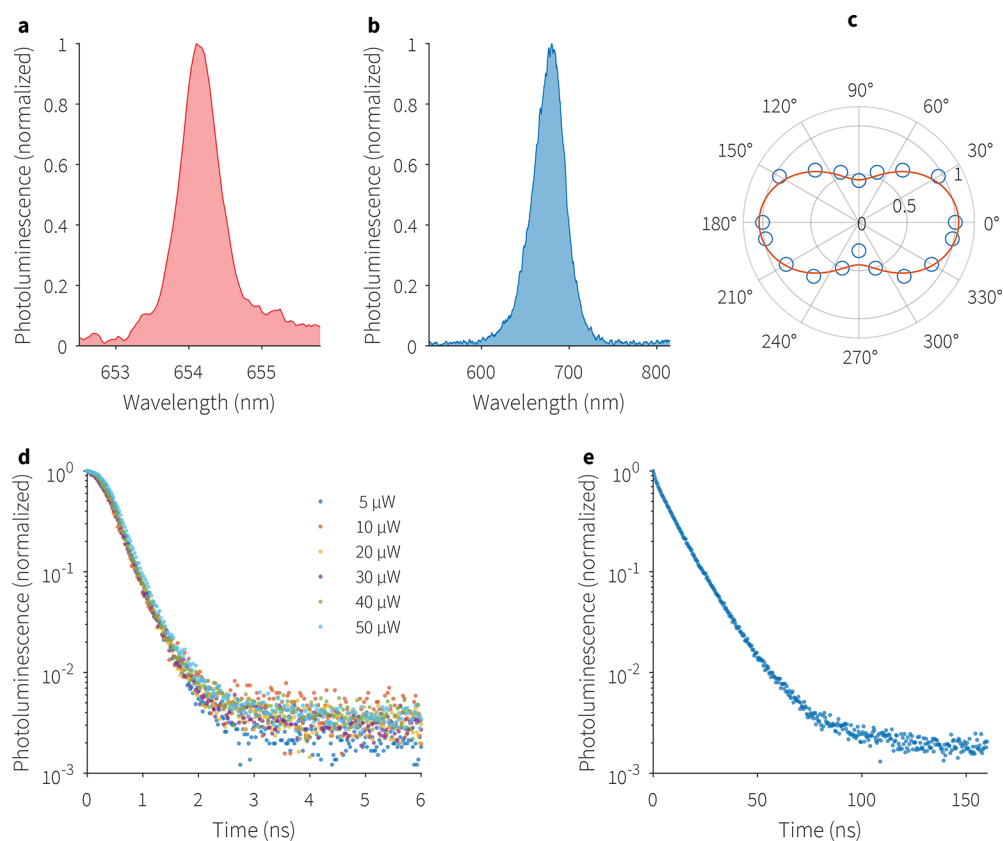 a
Photoluminescence (normalized)
1
0.8
0.6
0.4
0.2
0
653
654
655
Wavelength (nm)
b
Photoluminescence (normalized)
1
0.8
0.6
0.4
0.2
0
600
700
800
Wavelength (nm)
c
90°
120°
60°
150°
30°
1
0.5
180°
0
0°
210°
330°
240°
300°
270°
d
Photoluminescence (normalized)
10^0
10^-1
10^-2
10^-3
5 μW
10 μW
20 μW
30 μW
40 μW
50 μW
0
1
2
3
4
5
6
Time (ns)
e
Photoluminescence (normalized)
10^0
10^-1
10^-2
10^-3
0
50
100
150
Time (ns)